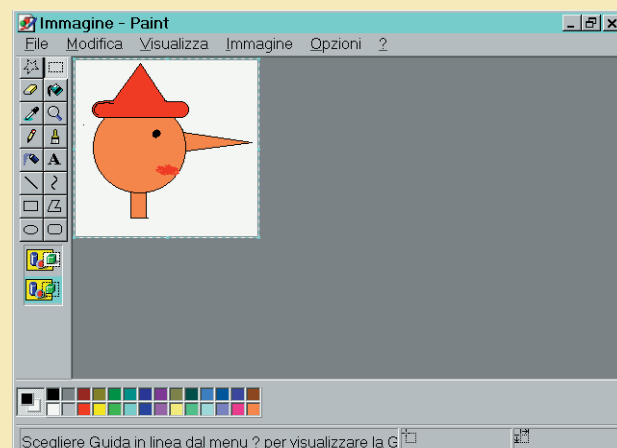 Immagine - Paint
File Modifica Visualizza Immagine Opzioni ?
A
Scegliere Guida in linea dal menu ? per visualizzare la G